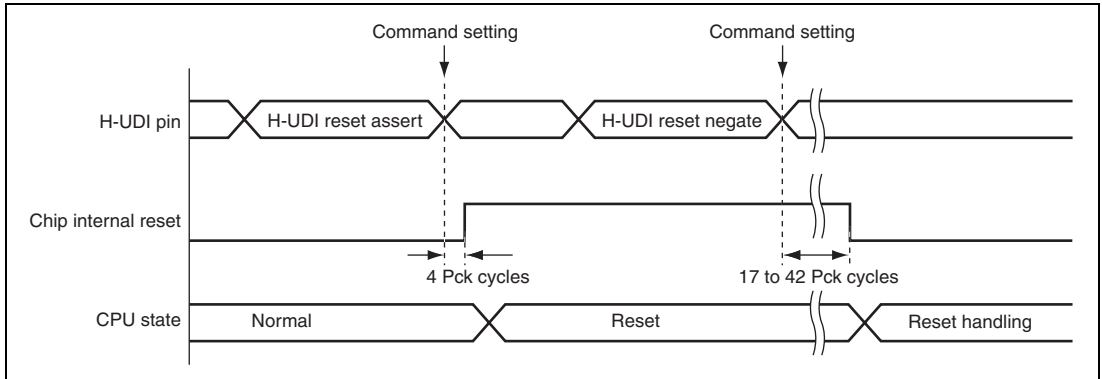 Command setting
Command setting
H-UDI pin
H-UDI reset assert
H-UDI reset negate
Chip internal reset
4 Pck cycles
17 to 42 Pck cycles
CPU state
Normal
Reset
Reset handling